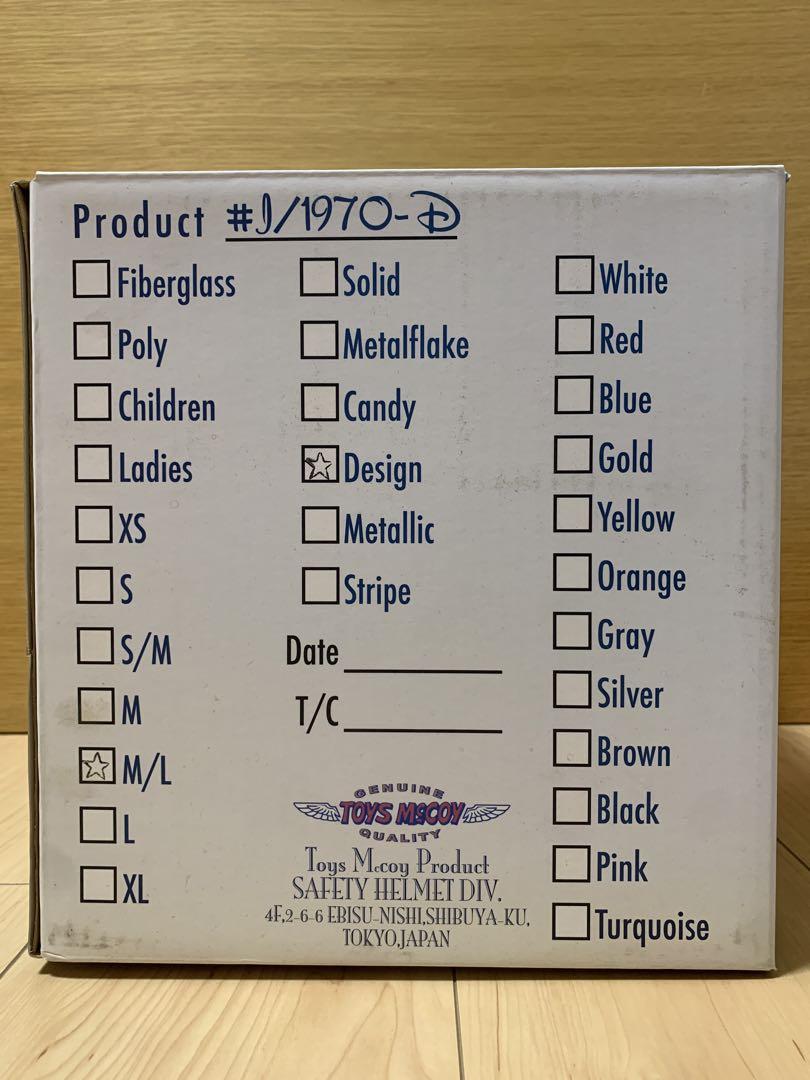 Product #J/1970-D
Fiberglass
Poly
Children
Ladies
XS
S
S/M
M
M/L
L
XL
Solid
Metalflake
Candy
Design
Metallic
Stripe
Date
T/C
GENUINE
TOYS McCOY
QUALITY
Toys McCoy Product
SAFETY HELMET DIV.
4F,2-6-6 EBISU-NISHI,SHIBUYA-KU,
TOKYO,JAPAN
White
Red
Blue
Gold
Yellow
Orange
Gray
Silver
Brown
Black
Pink
Turquoise